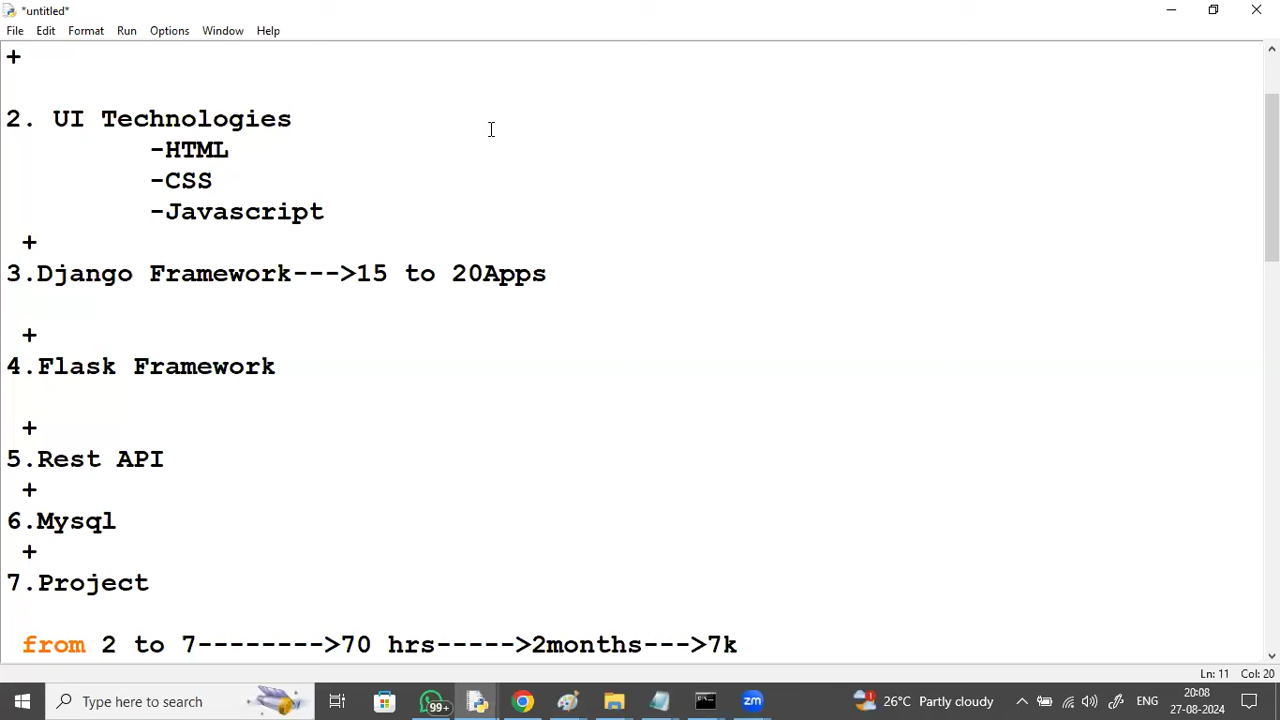 *untitled*
File Edit Format Run Options Window Help
+
2. UI Technologies
-HTML
-CSS
-Javascript
+
3.Django Framework--->15 to 20Apps
+
4.Flask Framework
+
5.Rest API
+
6.Mysql
+
7.Project
from 2 to 7-------->70 hrs----->2months--->7k
Ln: 11 Col: 20
Type here to search
99+
zm
1
26°C Partly cloudy
ENG
20:08
27-08-2024